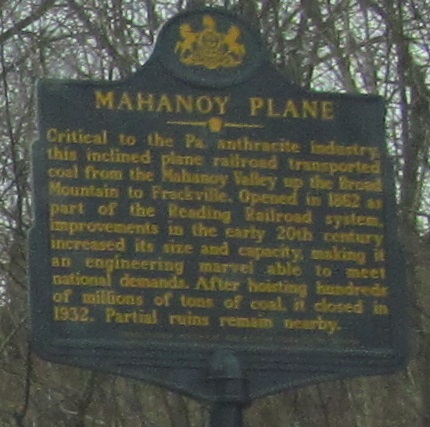 MAHANOY PLANE
Critical to the Pa. anthracite industry,
this inclined plane railroad transported
coal from the Mahanoy Valley up the Broad
Mountain to Frackville. Opened in 1862 as
part of the Reading Railroad system,
improvements in the early 20th century
increased its size and capacity, making it
an engineering marvel able to meet
national demands. After hoisting hundreds
of millions of tons of coal, it closed in
1932. Partial ruins remain nearby.